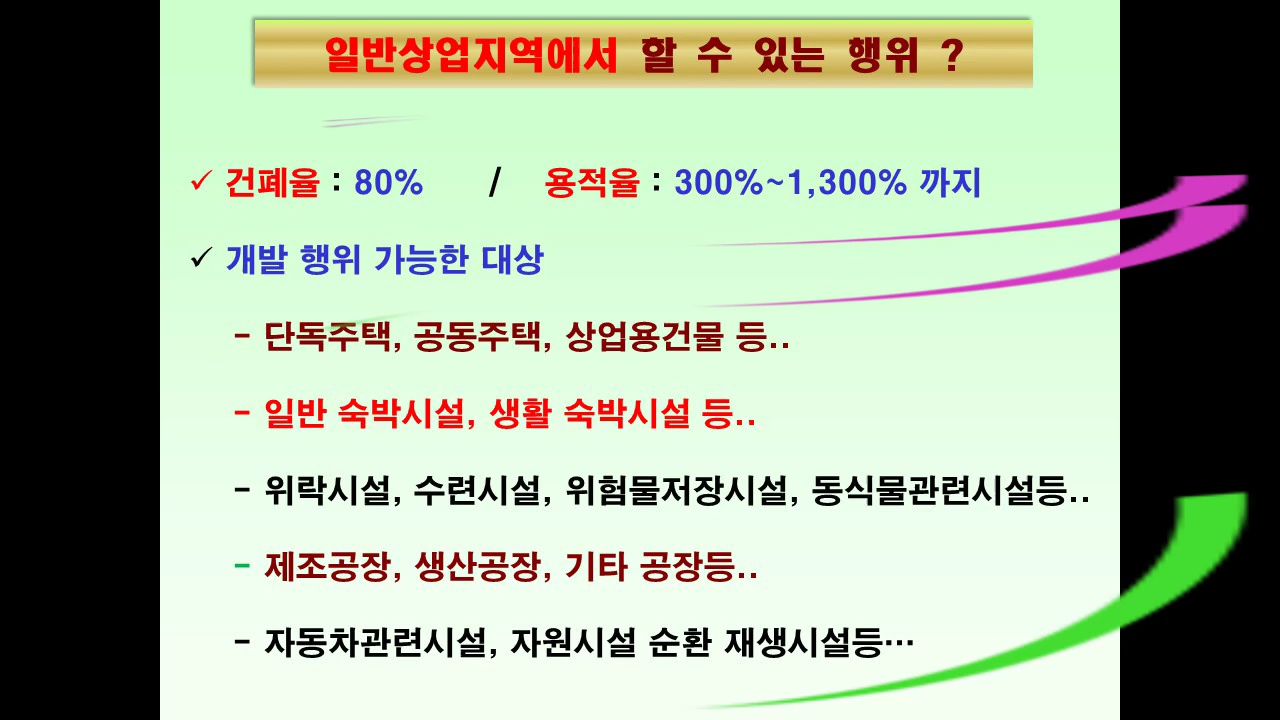 일반상업지역에서 할 수 있는 행위 ?
✓ 건폐율 : 80% / 용적율 : 300%~1,300% 까지
✓ 개발 행위 가능한 대상
- 단독주택, 공동주택, 상업용건물 등..
- 일반 숙박시설, 생활 숙박시설 등..
- 위락시설, 수련시설, 위험물저장시설, 동식물관련시설등..
- 제조공장, 생산공장, 기타 공장등..
- 자동차관련시설, 자원시설 순환 재생시설등…